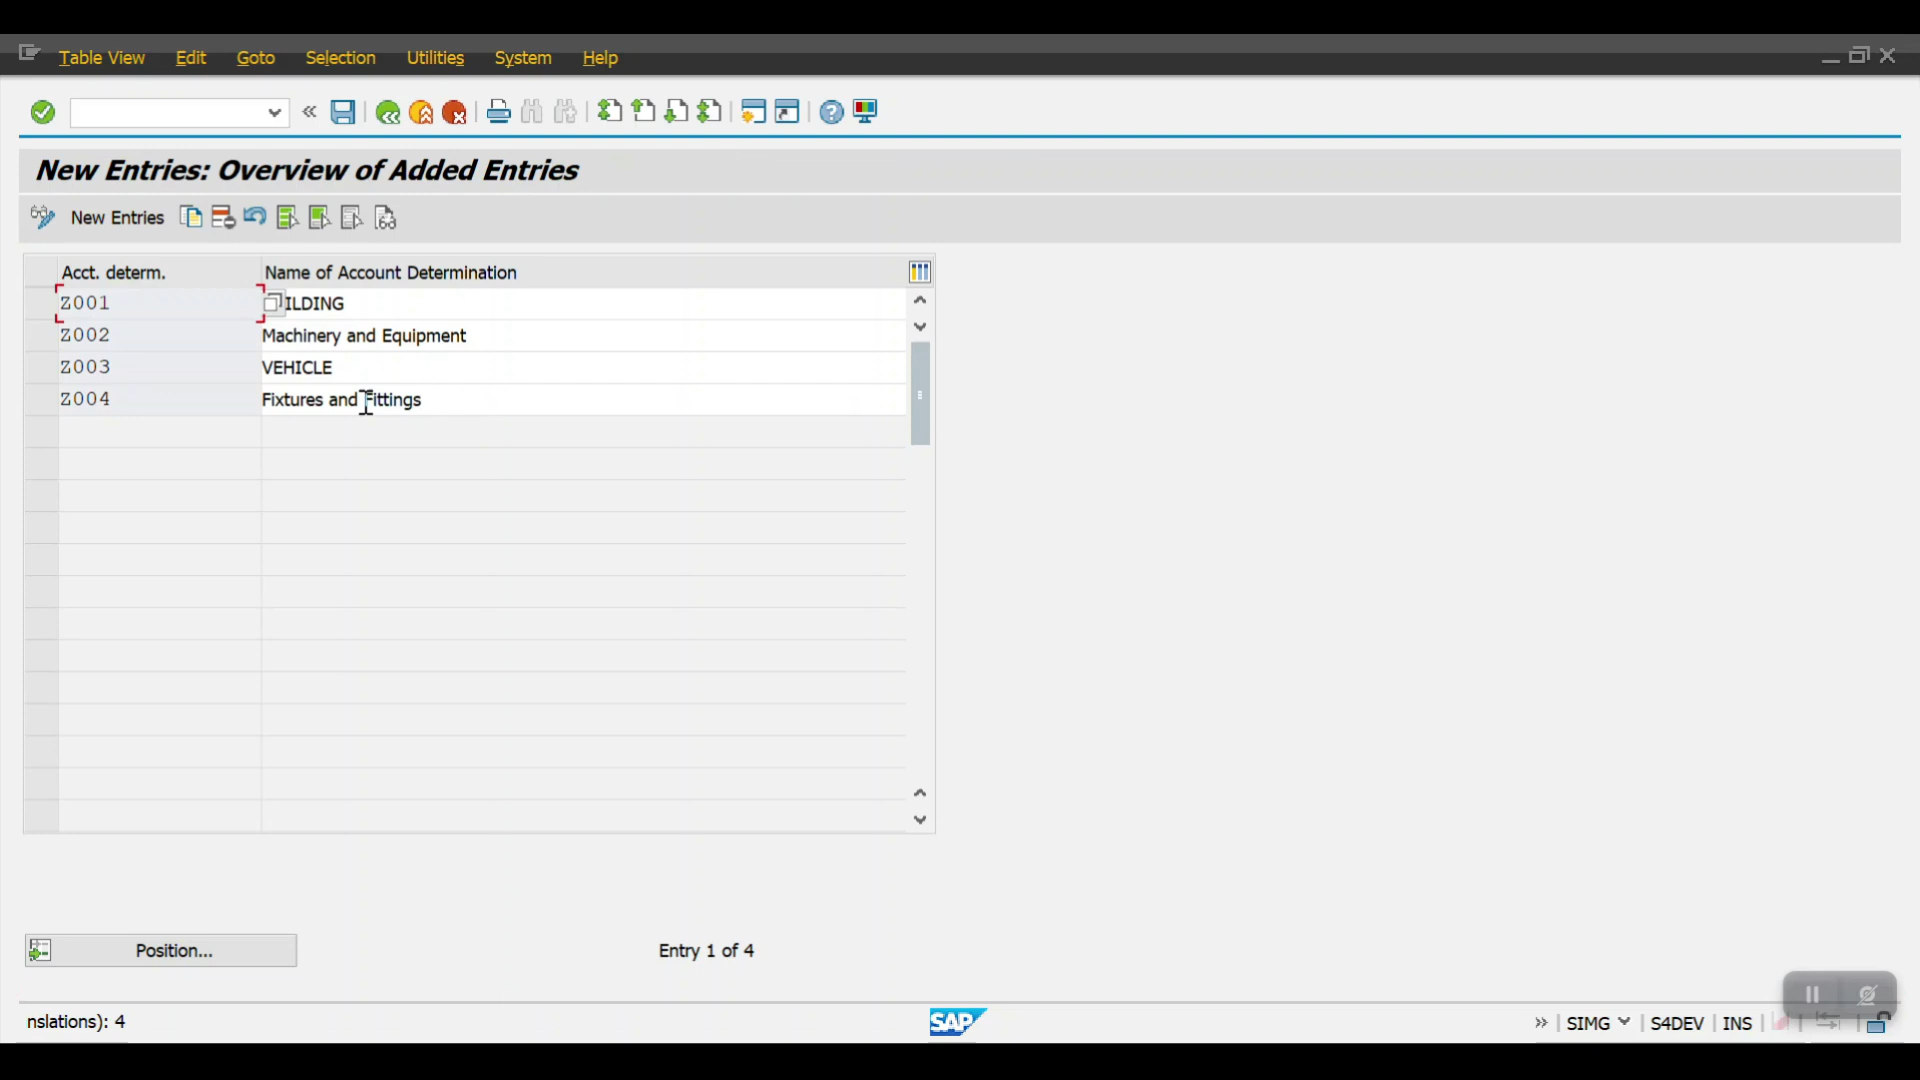 Table View Edit Goto Selection Utilities System Help
New Entries: Overview of Added Entries
New Entries
Acct. determ. Name of Account Determination
Z001 ILDING
Z002 Machinery and Equipment
Z003 VEHICLE
Z004 Fixtures and Fittings
Position... Entry 1 of 4
nslations): 4 SAP SIMG S4DEV INS